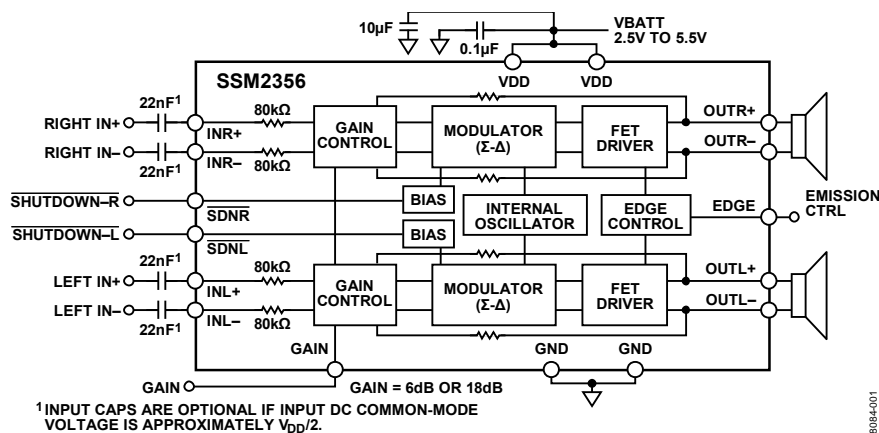 10µF
0.1µF
VBATT
2.5V TO 5.5V
SSM2356
VDD
VDD
22nF1
80kΩ
RIGHT IN+
INR+
GAIN
CONTROL
MODULATOR
(Σ-Δ)
FET
DRIVER
OUTR+
RIGHT IN–
INR–
80kΩ
OUTR–
22nF1
SHUTDOWN–R
SDNR
BIAS
INTERNAL
OSCILLATOR
EDGE
CONTROL
EDGE
EMISSION
CTRL
SHUTDOWN–L
SDNL
BIAS
22nF1
80kΩ
LEFT IN+
INL+
GAIN
CONTROL
MODULATOR
(Σ-Δ)
FET
DRIVER
OUTL+
LEFT IN–
INL–
80kΩ
OUTL–
22nF1
GAIN
GND
GND
GAIN
GAIN = 6dB OR 18dB
1 INPUT CAPS ARE OPTIONAL IF INPUT DC COMMON-MODE
VOLTAGE IS APPROXIMATELY VDD/2.
8084-001